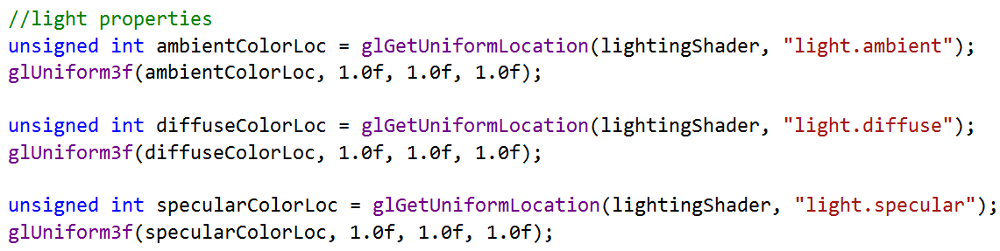 //light properties
unsigned int ambientColorLoc = glGetUniformLocation(lightingShader, "light.ambient");
glUniform3f(ambientColorLoc, 1.0f, 1.0f, 1.0f);
unsigned int diffuseColorLoc = glGetUniformLocation(lightingShader, "light.diffuse");
glUniform3f(diffuseColorLoc, 1.0f, 1.0f, 1.0f);
unsigned int specularColorLoc = glGetUniformLocation(lightingShader, "light.specular");
glUniform3f(specularColorLoc, 1.0f, 1.0f, 1.0f);